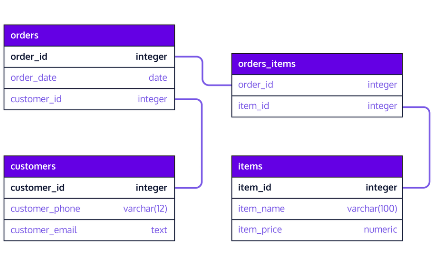 orders
order_id integer
order_date date
customer_id integer
orders_items
order_id integer
item_id integer
customers
customer_id integer
customer_phone varchar(12)
customer_email text
items
item_id integer
item_name varchar(100)
item_price numeric